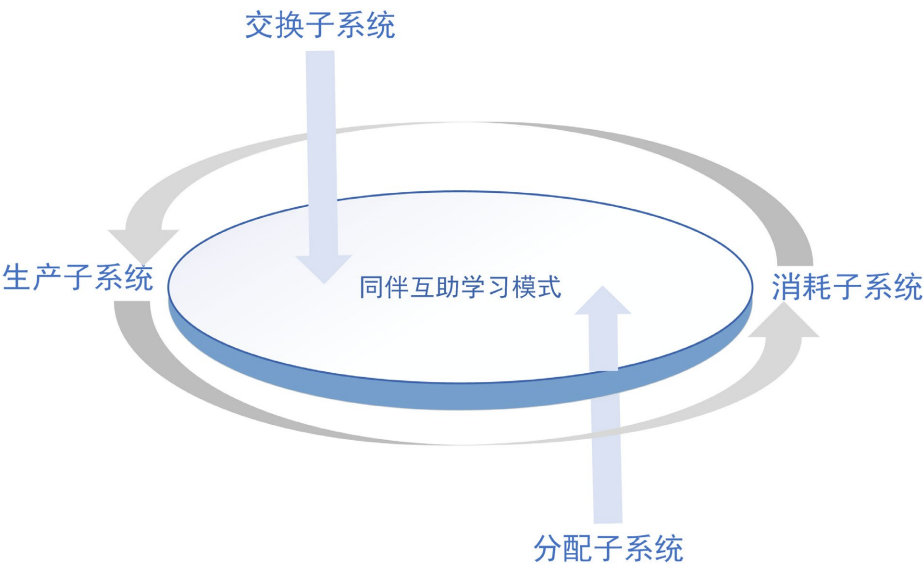 交换子系统
生产子系统
同伴互助学习模式
消耗子系统
分配子系统